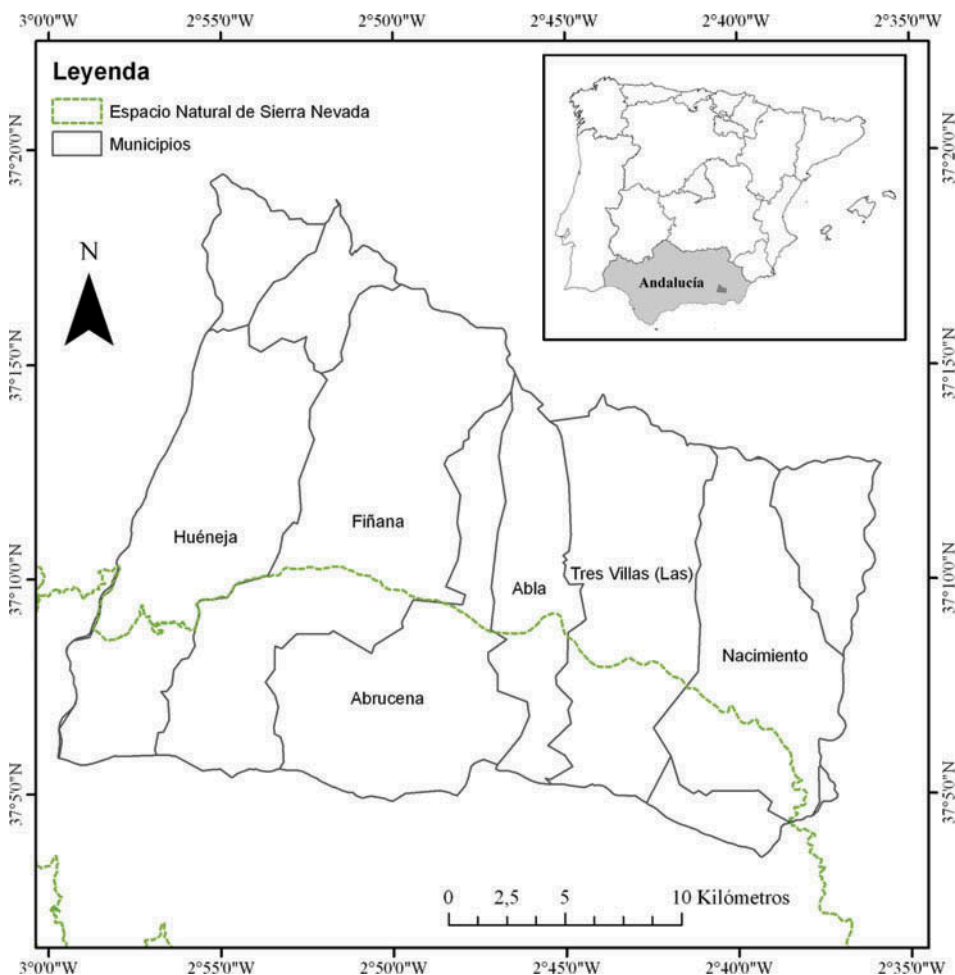 3°0'0"W 2°55'0"W 2°50'0"W 2°45'0"W 2°40'0"W 2°35'0"W
Leyenda
Espacio Natural de Sierra Nevada
Municipios
Andalucía
N
37°20'0"N 37°20'0"N
37°15'0"N 37°15'0"N
37°10'0"N 37°10'0"N
37°5'0"N 37°5'0"N
Huéneja
Fiñana
Abla
Tres Villas (Las)
Nacimiento
Abrucena
0 2,5 5 10 Kilómetros
3°0'0"W 2°55'0"W 2°50'0"W 2°45'0"W 2°40'0"W 2°35'0"W